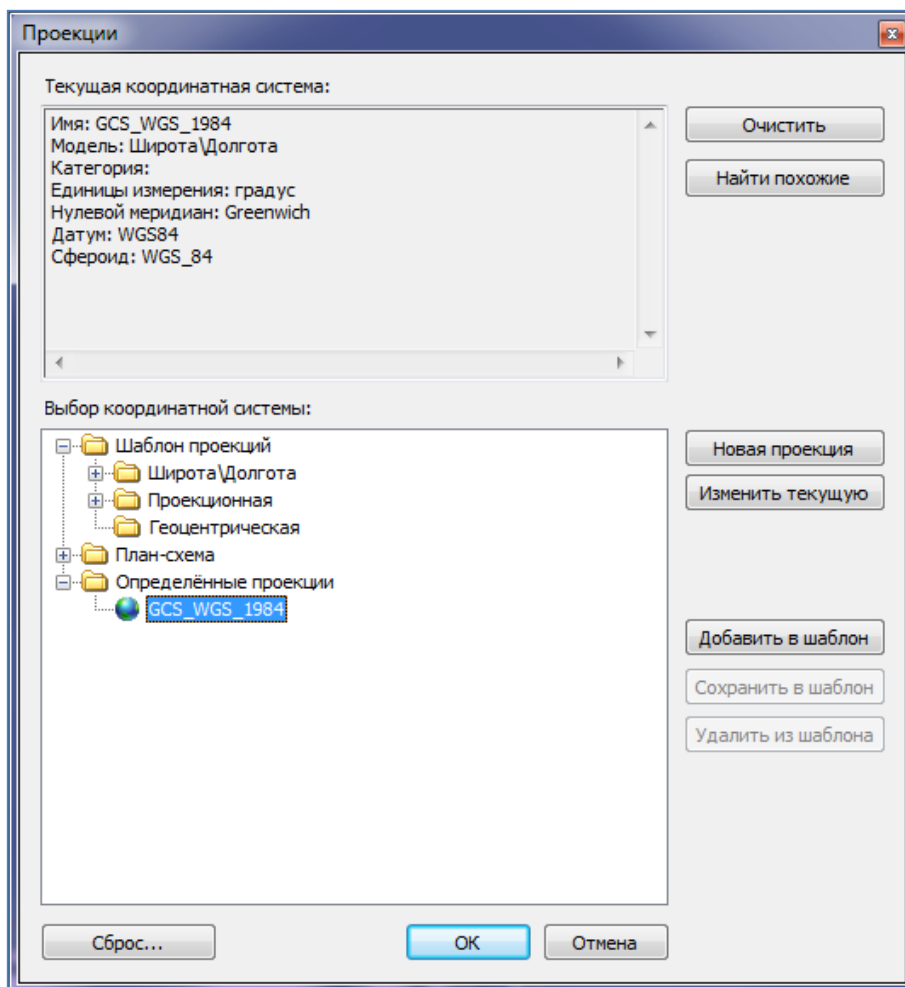 Проекции
Текущая координатная система:
Имя: GCS_WGS_1984
Модель: Широта\Долгота
Категория:
Единицы измерения: градус
Нулевой меридиан: Greenwich
Датум: WGS84
Сфероид: WGS_84
Очистить
Найти похожие
Выбор координатной системы:
Шаблон проекций
Широта\Долгота
Проекционная
Геоцентрическая
План-схема
Определённые проекции
GCS_WGS_1984
Новая проекция
Изменить текущую
Добавить в шаблон
Сохранить в шаблон
Удалить из шаблона
Сброс...
ОК
Отмена